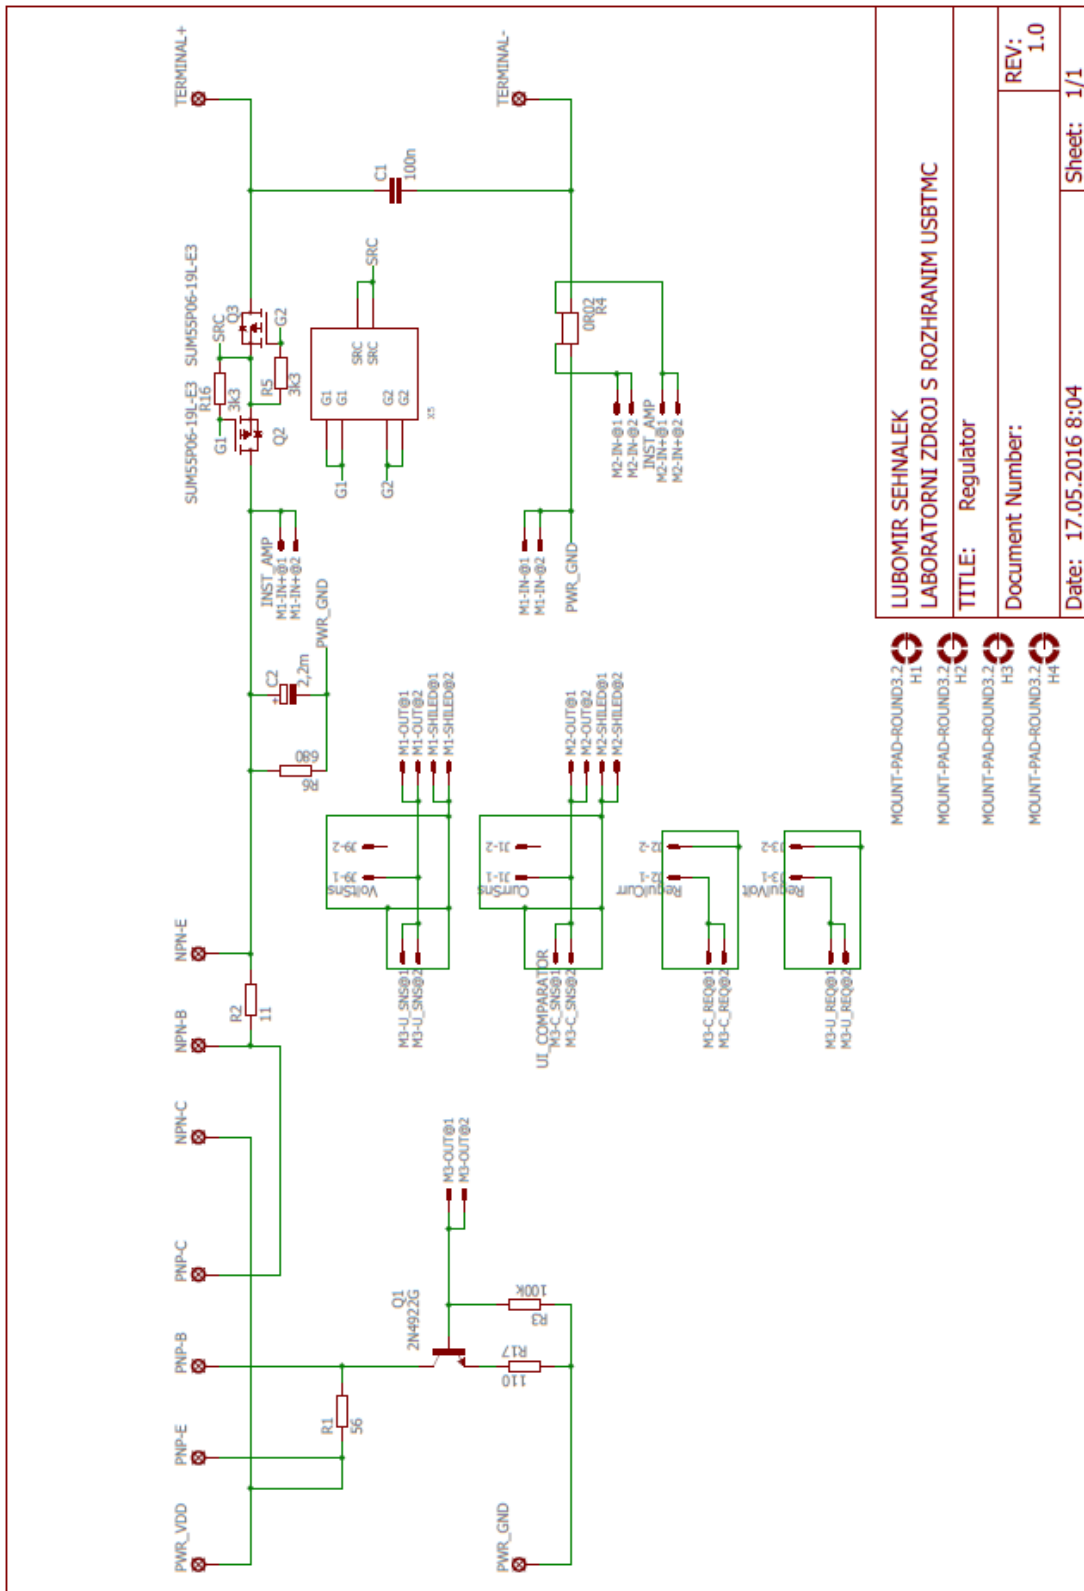 TERMINAL+
TERMINAL-
C1
100n
SRC
SUM55P06-19L-E3
Q3
SRC
G2
R16
3k3
R5
3k3
SUM55P06-19L-E3
G1
Q2
SRC
SRC
G1
G1
G2
G2
X5
G1
G2
0R02
R4
M2-IN-@1
M2-IN-@2
INST_AMP
M2-IN+@1
M2-IN+@2
INST_AMP
M1-IN+@1
M1-IN+@2
M1-IN-@1
M1-IN-@2
PWR_GND
PWR_GND
C2
+
2,2m
R6
680
M1-OUT@1
M1-OUT@2
M1-SHILED@1
M1-SHILED@2
M2-OUT@1
M2-OUT@2
M2-SHILED@1
M2-SHILED@2
J9-2
J9-1
VoltSns
J1-2
J1-1
CurrSns
J2-2
J2-1
RegulCurr
J3-2
J3-1
RegulVolt
M3-U_SNS@1
M3-U_SNS@2
UI_COMPARATOR
M3-C_SNS@1
M3-C_SNS@2
M3-C_REQ@1
M3-C_REQ@2
M3-U_REQ@1
M3-U_REQ@2
NPN-E
R2
11
NPN-B
NPN-C
PNP-C
PNP-B
PNP-E
PWR_VDD
PWR_GND
M3-OUT@1
M3-OUT@2
Q1
2N4922G
R3
100k
R17
110
R1
56
MOUNT-PAD-ROUND3.2
H1
MOUNT-PAD-ROUND3.2
H2
MOUNT-PAD-ROUND3.2
H3
MOUNT-PAD-ROUND3.2
H4
LUBOMIR SEHNALEK
LABORATORNI ZDROJ S ROZHRANIM USBTMC
TITLE: Regulator
Document Number:
REV:
1.0
Date: 17.05.2016 8:04
Sheet: 1/1